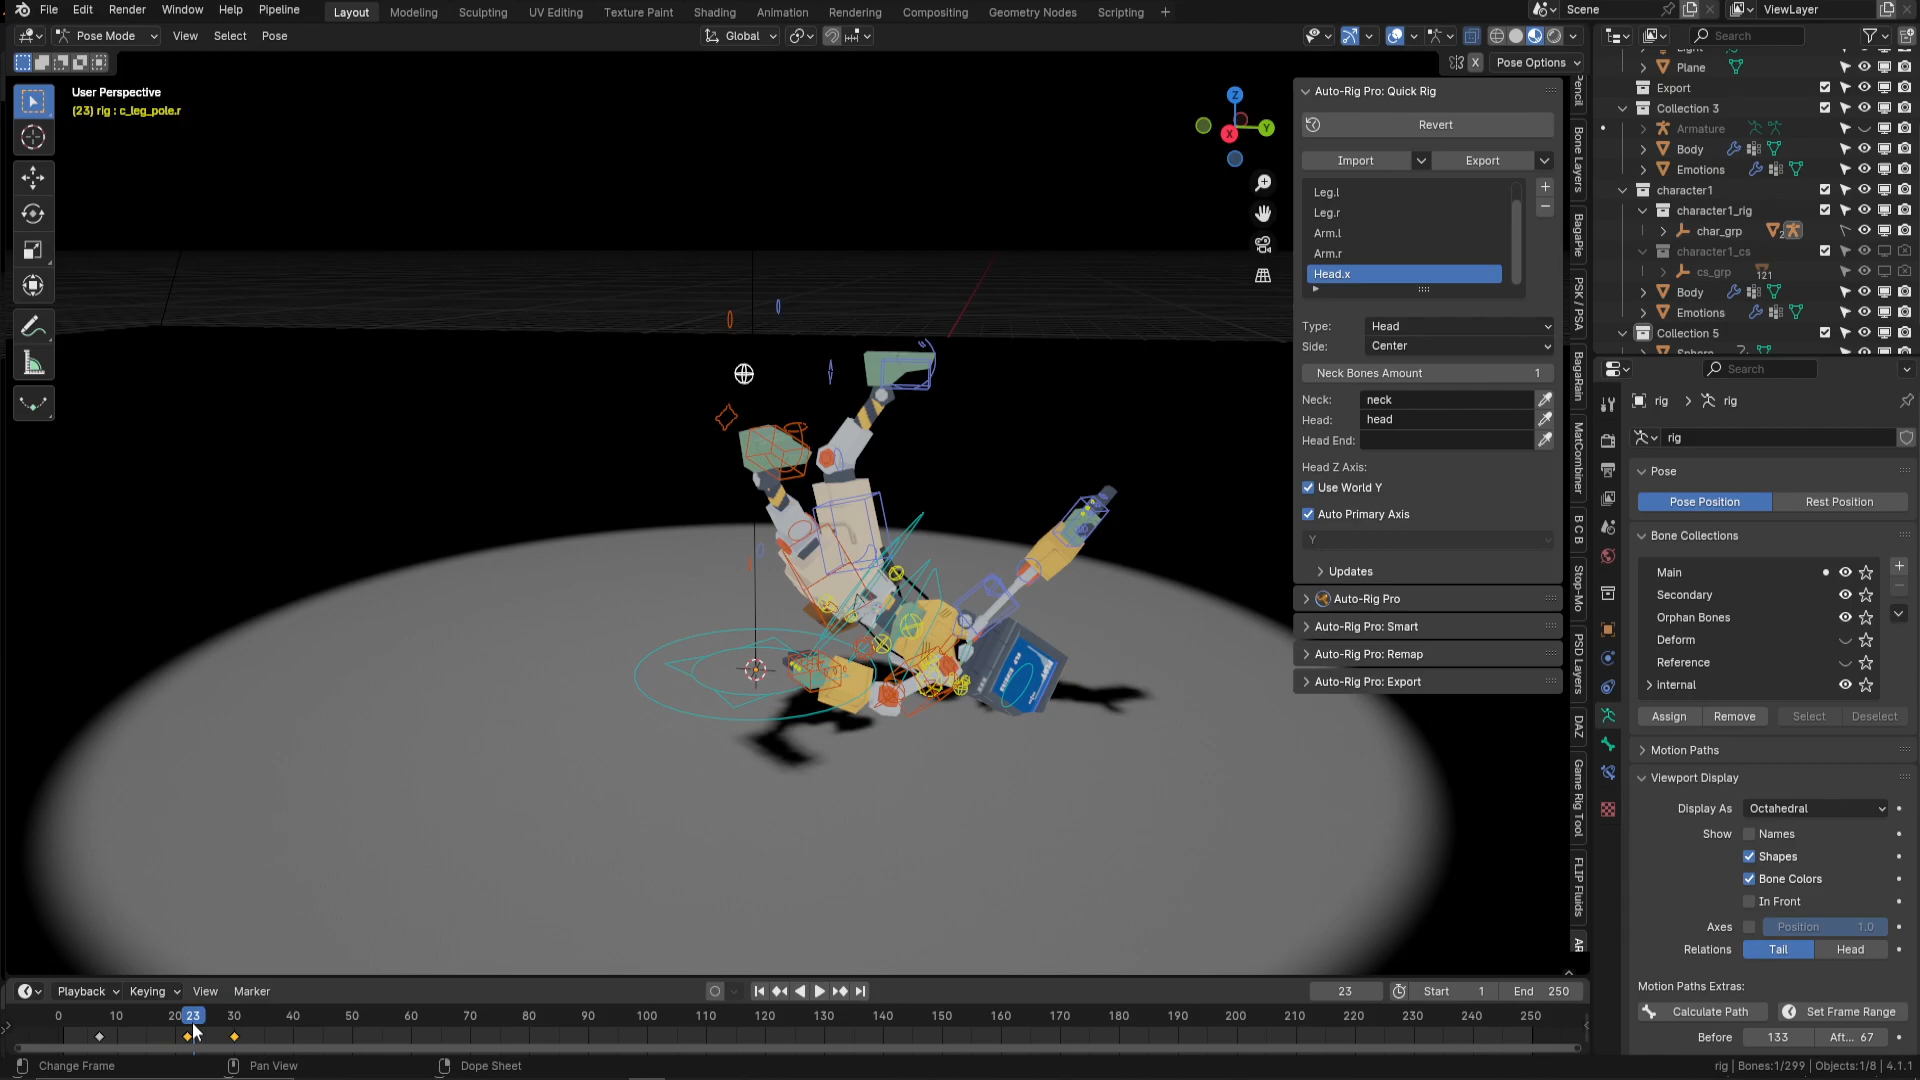 File Edit Render Window Help Pipeline Layout Modeling Sculpting UV Editing Texture Paint Shading Animation Rendering Compositing Geometry Nodes Scripting + Scene ViewLayer
Pose Mode View Select Pose Global Search
X Pose Options
User Perspective
(23) rig : c_leg_pole.r
Z
Y
X
Auto-Rig Pro: Quick Rig
Revert
Import Export
Leg.l
Leg.r
Arm.l
Arm.r
Head.x
Type: Head
Side: Center
Neck Bones Amount 1
Neck: neck
Head: head
Head End:
Head Z Axis:
Use World Y
Auto Primary Axis
Y
Updates
Auto-Rig Pro
Auto-Rig Pro: Smart
Auto-Rig Pro: Remap
Auto-Rig Pro: Export
Bone Layers
BagaPie
PSK / PSA
BagaRain
MatCombiner
B C B
Stop-Mo
PSD Layers
DAZ
Game Rig Tool
FLIP Fluids
Plane
Export
Collection 3
Armature
Body
Emotions
character1
character1_rig
char_grp 2
character1_cs
cs_grp 121
Body
Emotions
Collection 5
Search
rig > rig
rig
Pose
Pose Position Rest Position
Bone Collections
Main
Secondary
Orphan Bones
Deform
Reference
internal
Assign Remove Select Deselect
Motion Paths
Viewport Display
Display As Octahedral
Show Names
Shapes
Bone Colors
In Front
Axes Position 1.0
Relations Tail Head
Motion Paths Extras:
Calculate Path Set Frame Range
Before 133 Aft... 67
Playback Keying View Marker 23 Start 1 End 250
0 10 20 23 30 40 50 60 70 80 90 100 110 120 130 140 150 160 170 180 190 200 210 220 230 240 250
Change Frame Pan View Dope Sheet rig | Bones:1/299 | Objects:1/8 | 4.1.1